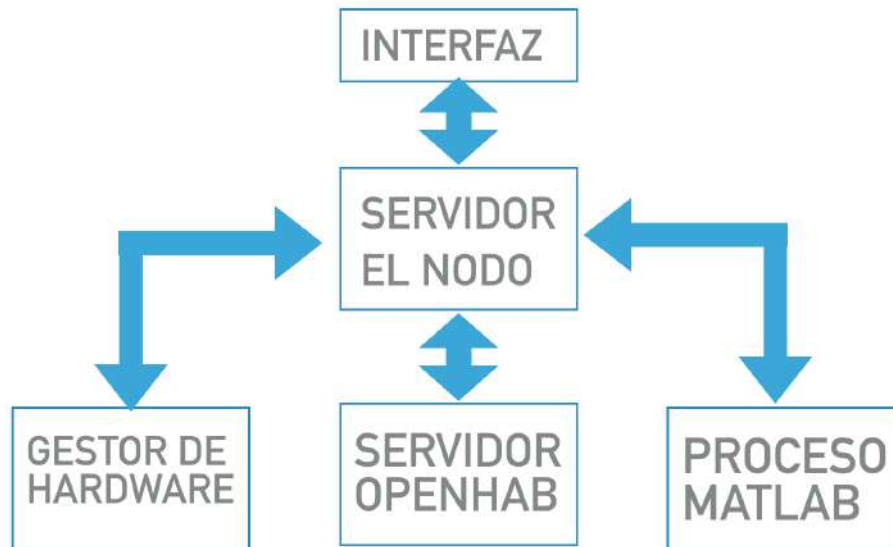 INTERFAZ
SERVIDOR
EL NODO
GESTOR DE
HARDWARE
SERVIDOR
OPENHAB
PROCESO
MATLAB